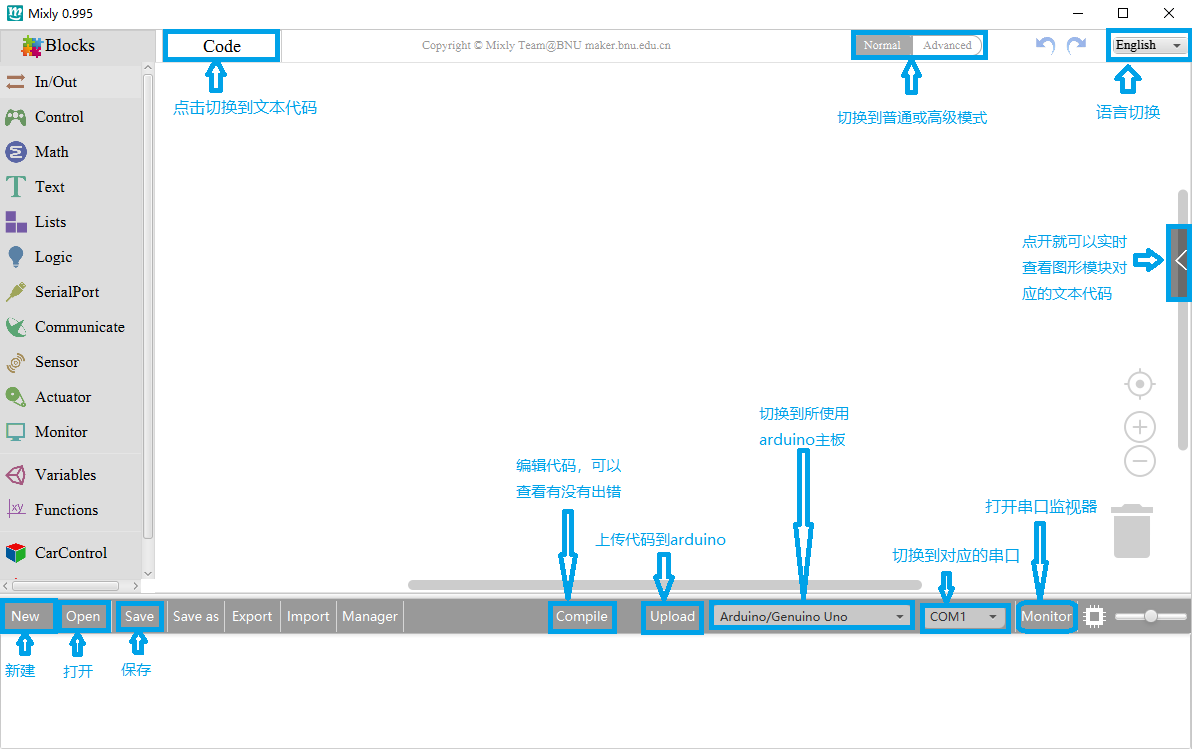 Mixly 0.995
Blocks
Code
Copyright © Mixly Team@BNU maker.bnu.edu.cn
Normal
Advanced
English
In/Out
Control
Math
Text
Lists
Logic
SerialPort
Communicate
Sensor
Actuator
Monitor
Variables
Functions
CarControl
点击切换到文本代码
切换到普通或高级模式
语言切换
点开就可以实时
查看图形模块对
应的文本代码
切换到所使用
arduino主板
编辑代码，可以
查看有没有出错
上传代码到arduino
打开串口监视器
切换到对应的串口
New
Open
Save
Save as
Export
Import
Manager
Compile
Upload
Arduino/Genuino Uno
COM1
Monitor
新建
打开
保存